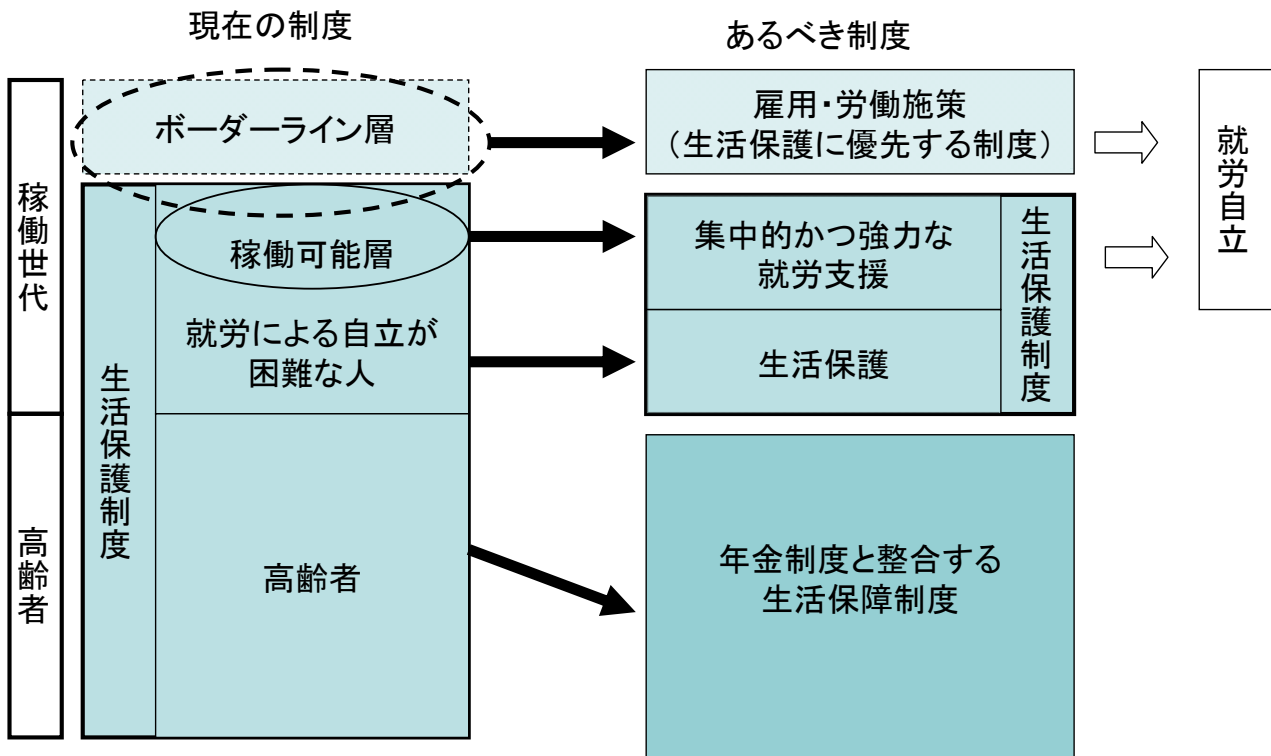 現在の制度
あるべき制度
稼働世代
高齢者
生活保護制度
ボーダーライン層
稼働可能層
就労による自立が
困難な人
高齢者
雇用・労働施策
（生活保護に優先する制度）
集中的かつ強力な
就労支援
生活保護
生活保護制度
年金制度と整合する
生活保障制度
就労自立